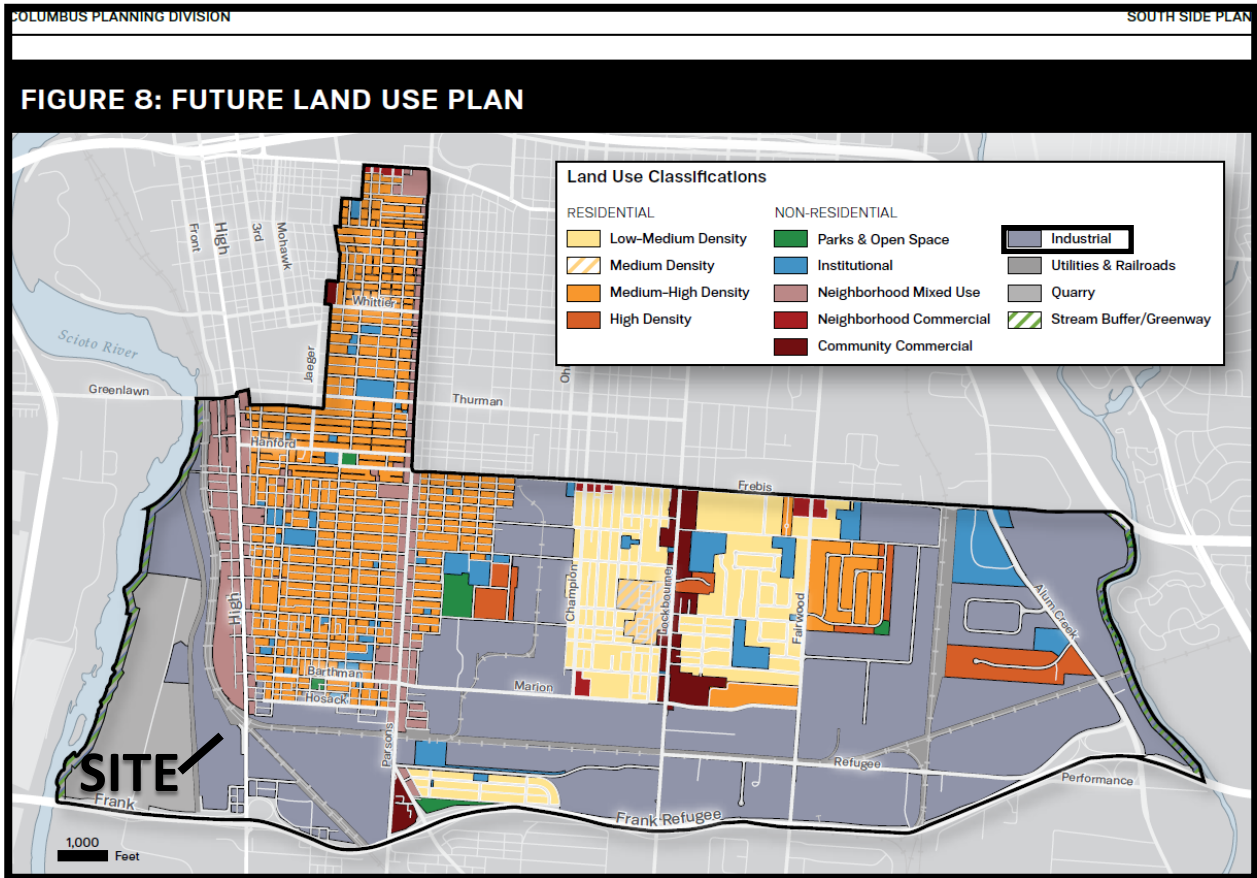 COLUMBUS PLANNING DIVISION
SOUTH SIDE PLAN
FIGURE 8: FUTURE LAND USE PLAN
Land Use Classifications
RESIDENTIAL
Low–Medium Density
Medium Density
Medium–High Density
High Density
NON-RESIDENTIAL
Parks & Open Space
Institutional
Neighborhood Mixed Use
Neighborhood Commercial
Community Commercial
Industrial
Utilities & Railroads
Quarry
Stream Buffer/Greenway
Front
High
3rd
Mohawk
Whittier
Scioto River
Jaeger
Greenlawn
Thurman
Hanford
Frebis
Champion
Lockbourne
Fairwood
Alum Creek
High
Barthman
Hosack
Marion
Parsons
SITE
Refugee
Performance
Frank
Frank Refugee
1,000
Feet